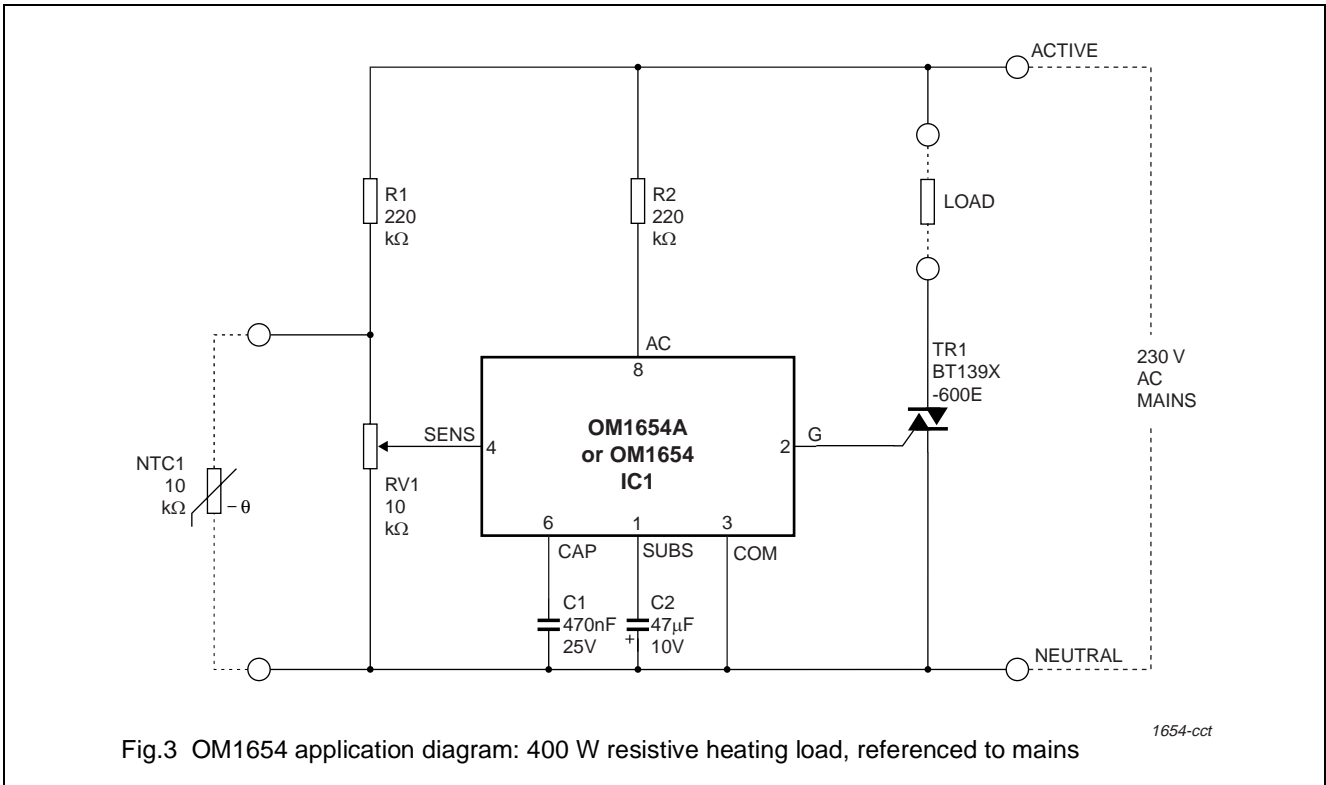 ACTIVE
R1
220
kΩ
R2
220
kΩ
LOAD
AC
8
TR1
BT139X
-600E
230 V
AC
MAINS
SENS
4
OM1654A
or OM1654
IC1
2
G
NTC1
10
kΩ
– θ
RV1
10
kΩ
6
1
3
CAP
SUBS
COM
C1
470nF
25V
C2
47µF
10V
+
NEUTRAL
1654-cct
Fig.3 OM1654 application diagram: 400 W resistive heating load, referenced to mains